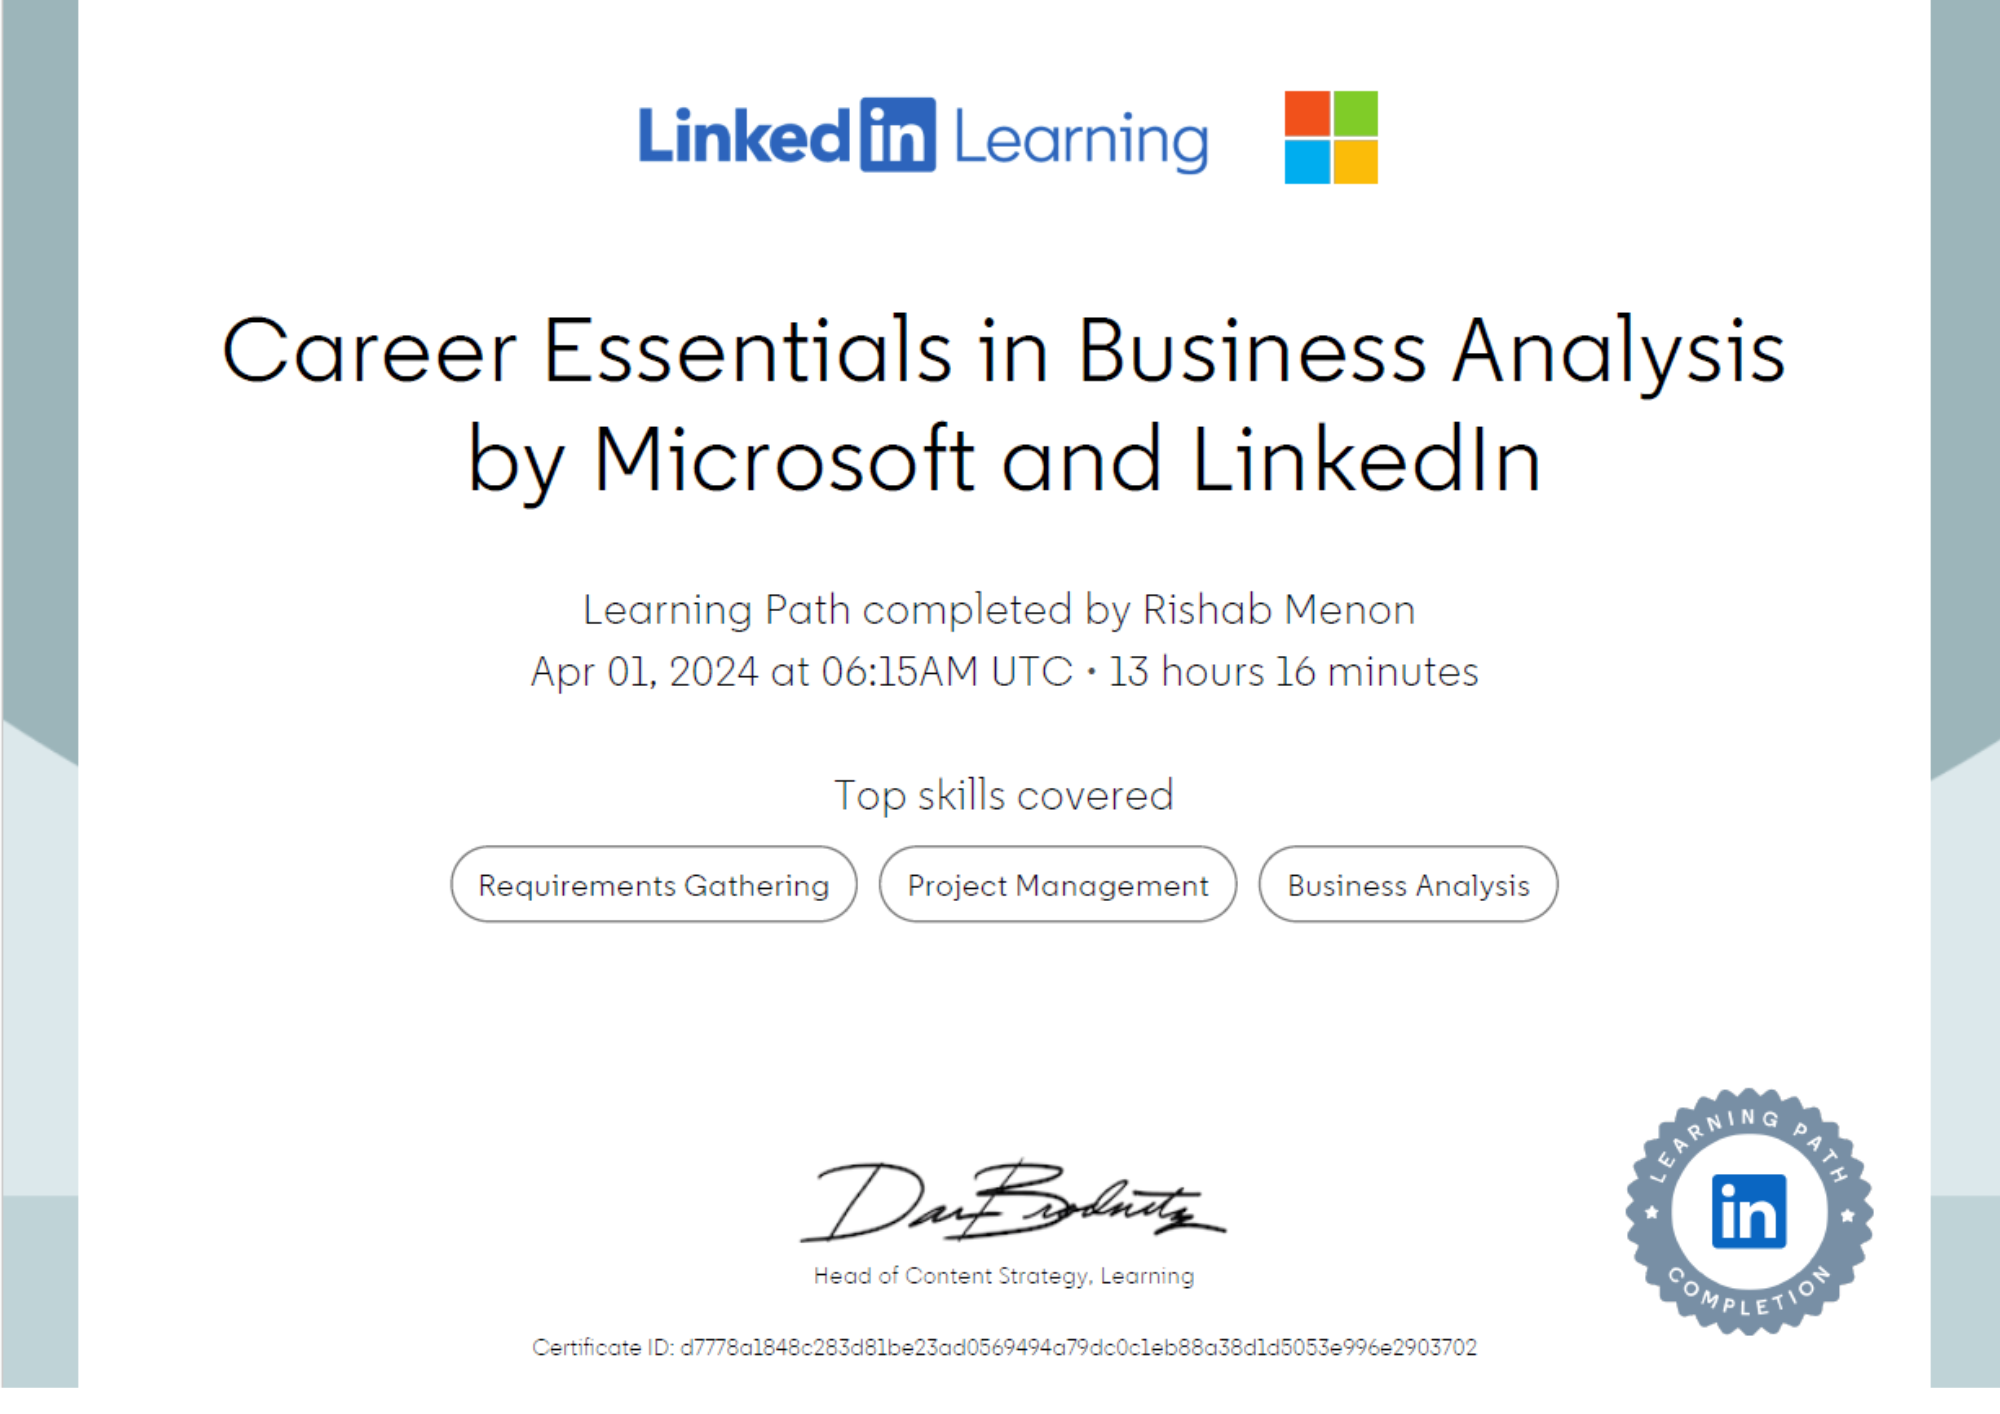 Linked in Learning
Career Essentials in Business Analysis
by Microsoft and LinkedIn
Learning Path completed by Rishab Menon
Apr 01, 2024 at 06:15AM UTC • 13 hours 16 minutes
Top skills covered
Requirements Gathering
Project Management
Business Analysis
Head of Content Strategy, Learning
Certificate ID: d7778a1848c283d81be23ad0569494a79dc0c1eb88a38d1d5053e996e2903702
LEARNING PATH
in
COMPLETION